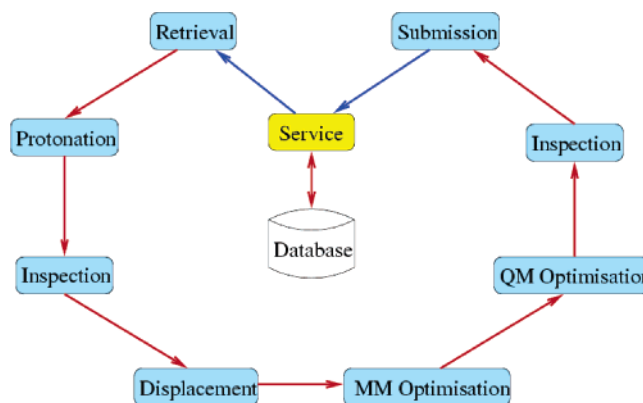 Retrieval
Submission
Protonation
Service
Inspection
Database
Inspection
QM Optimisation
Displacement
MM Optimisation